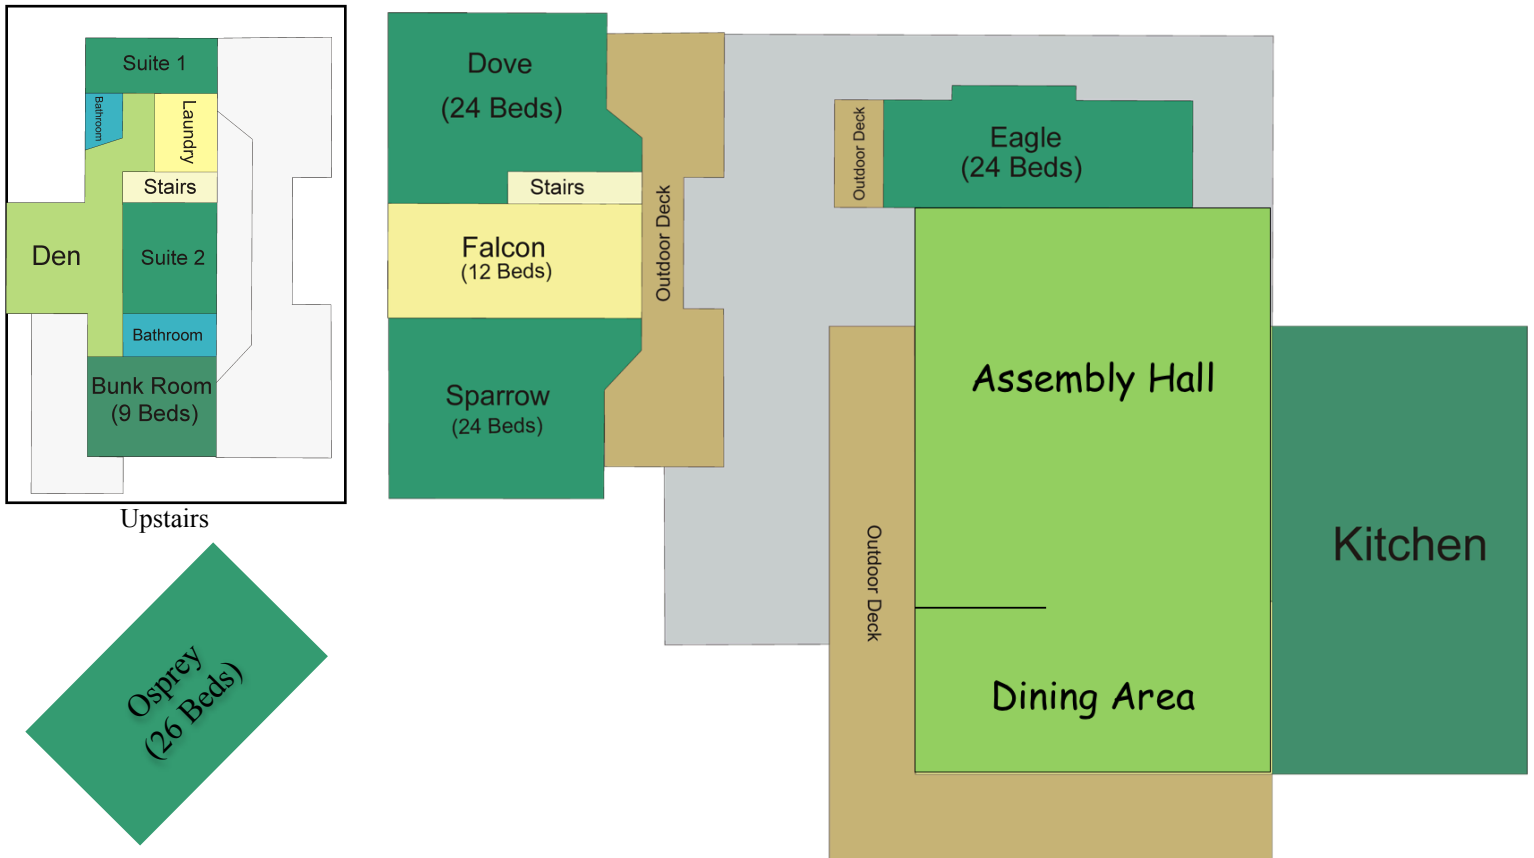 Suite 1
Bathroom
Laundry
Stairs
Den
Suite 2
Bathroom
Bunk Room
(9 Beds)
Upstairs
Osprey
(26 Beds)
Dove
(24 Beds)
Stairs
Falcon
(12 Beds)
Sparrow
(24 Beds)
Outdoor Deck
Outdoor Deck
Eagle
(24 Beds)
Assembly Hall
Outdoor Deck
Dining Area
Kitchen